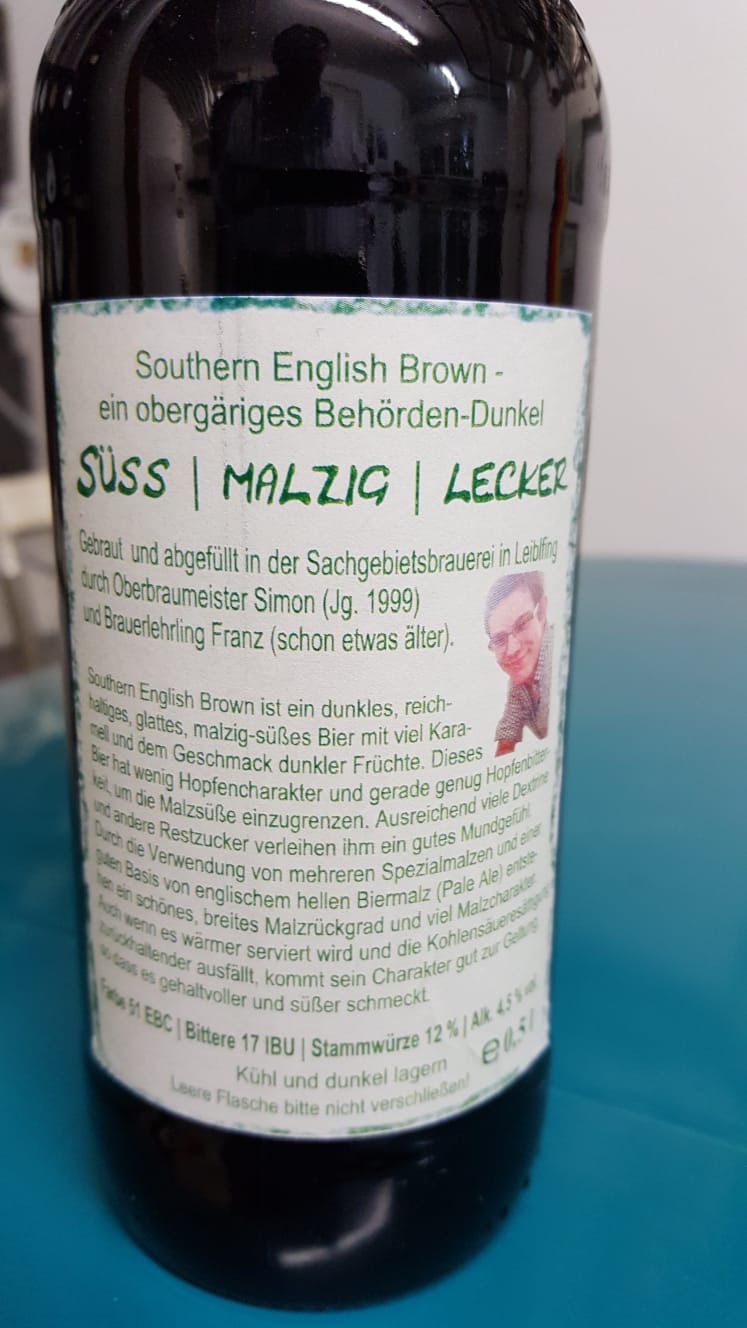 Southern English Brown -
ein obergäriges Behörden-Dunkel
SÜSS | MALZIG | LECKER
Gebraut und abgefüllt in der Sachgebietsbrauerei in Leiblfing
durch Oberbraumeister Simon (Jg. 1999)
und Brauerlehrling Franz (schon etwas älter).
Southern English Brown ist ein dunkles, reich-
haltiges, glattes, malzig-süßes Bier mit viel Kara-
mell und dem Geschmack dunkler Früchte. Dieses
Bier hat wenig Hopfencharakter und gerade genug Hopfenbitter-
keit, um die Malzsüße einzugrenzen. Ausreichend viele Dextrine
und andere Restzucker verleihen ihm ein gutes Mundgefühl.
Durch die Verwendung von mehreren Spezialmalzen und einer
guten Basis von englischem hellen Biermalz (Pale Ale) entste-
hen ein schönes, breites Malzrückgrad und viel Malzcharakter.
Auch wenn es wärmer serviert wird und die Kohlensäuresättigung
zurückhaltender ausfällt, kommt sein Charakter gut zur Geltung,
so dass es gehaltvoller und süßer schmeckt.
Farbe 51 EBC | Bittere 17 IBU | Stammwürze 12 % | Alk. 4,5 % vol.
Kühl und dunkel lagern
e 0,5 l
Leere Flasche bitte nicht verschließen!